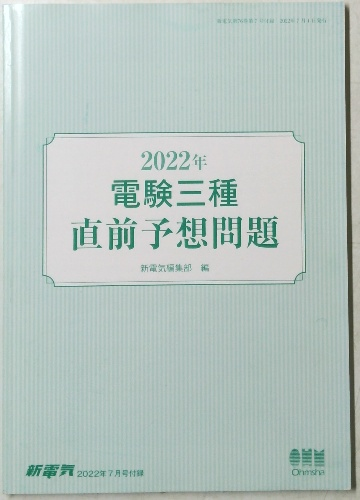 2022年
電験三種
直前予想問題
新電気編集部 編
新電気 2022年7月号付録
Ohmsha